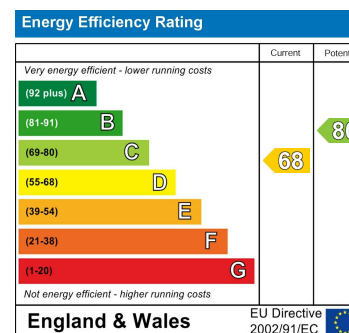 Energy Efficiency Rating
Current
Very energy efficient - lower running costs
(92 plus) A
(81-91) B
(69-80) C
68
(55-68) D
(39-54) E
(21-38) F
(1-20) G
Not energy efficient - higher running costs
England & Wales
EU Directive
2002/91/EC